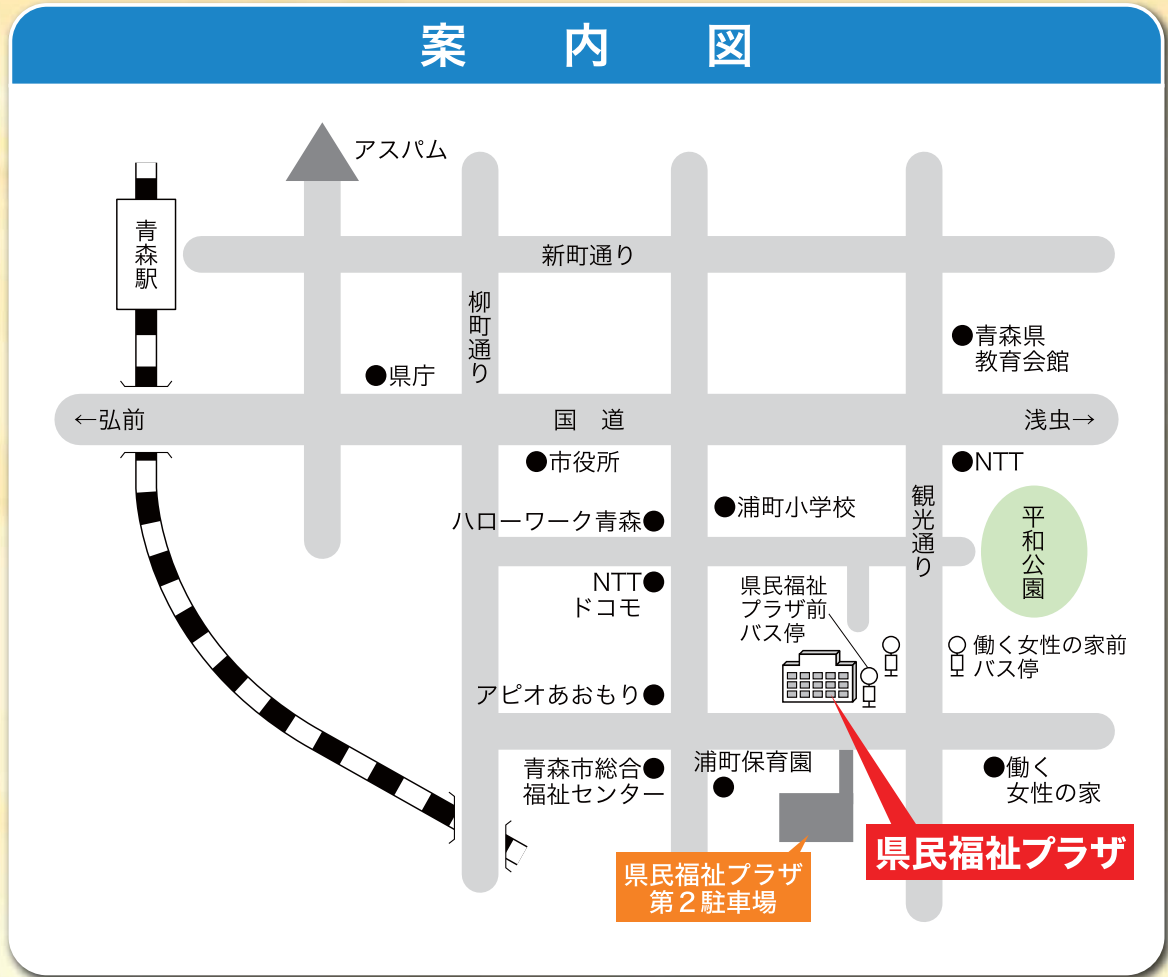 案内図
アスパム
青森駅
新町通り
柳町通り
青森県
教育会館
県庁
←弘前
国道
浅虫→
市役所
NTT
ハローワーク青森
浦町小学校
観光通り
平和公園
NTT
ドコモ
県民福祉
プラザ前
バス停
働く女性の家前
バス停
アピオあおもり
青森市総合
福祉センター
浦町保育園
働く
女性の家
県民福祉プラザ
県民福祉プラザ
第2駐車場